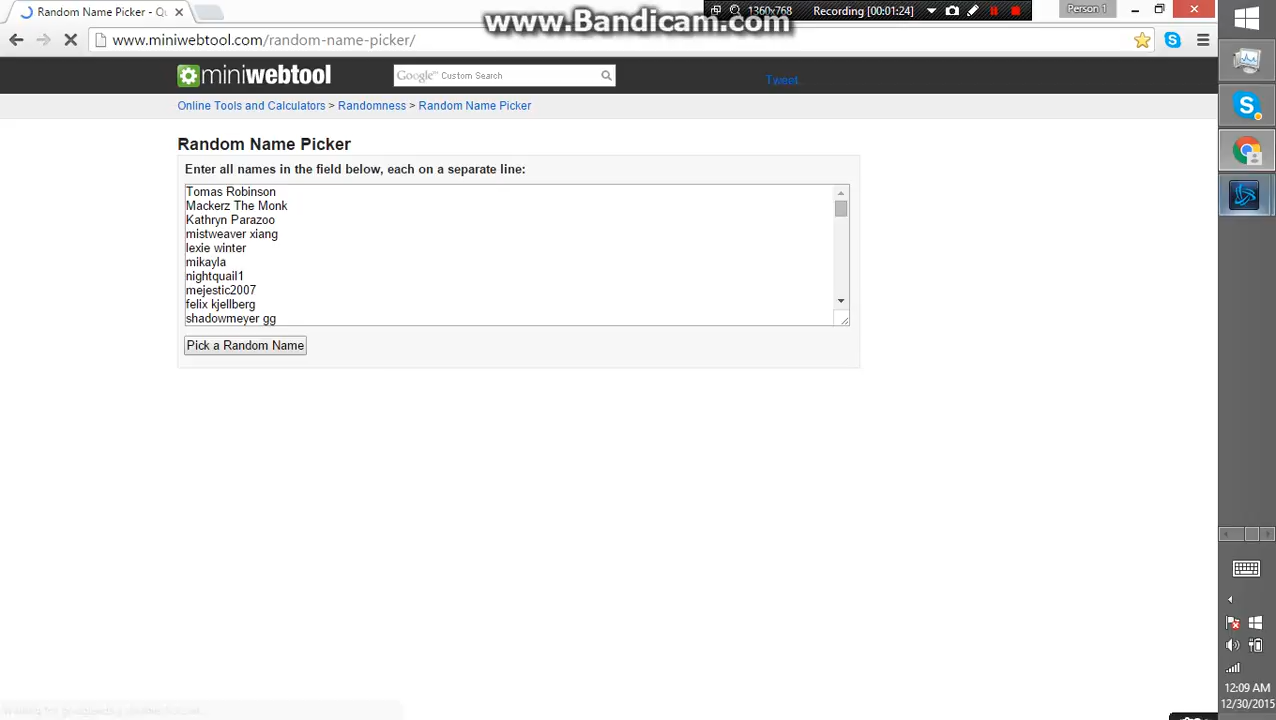 Random Name Picker - Qu
www.Bandicam.com
1360x768
Recording [00:01:24]
Person 1
www.miniwebtool.com/random-name-picker/
miniwebtool
Google™ Custom Search
Tweet
Online Tools and Calculators > Randomness > Random Name Picker
Random Name Picker
Enter all names in the field below, each on a separate line:
Tomas Robinson
Mackerz The Monk
Kathryn Parazoo
mistweaver xiang
lexie winter
mikayla
nightquail1
mejestic2007
felix kjellberg
shadowmeyer gg
Pick a Random Name
12:09 AM
12/30/2015